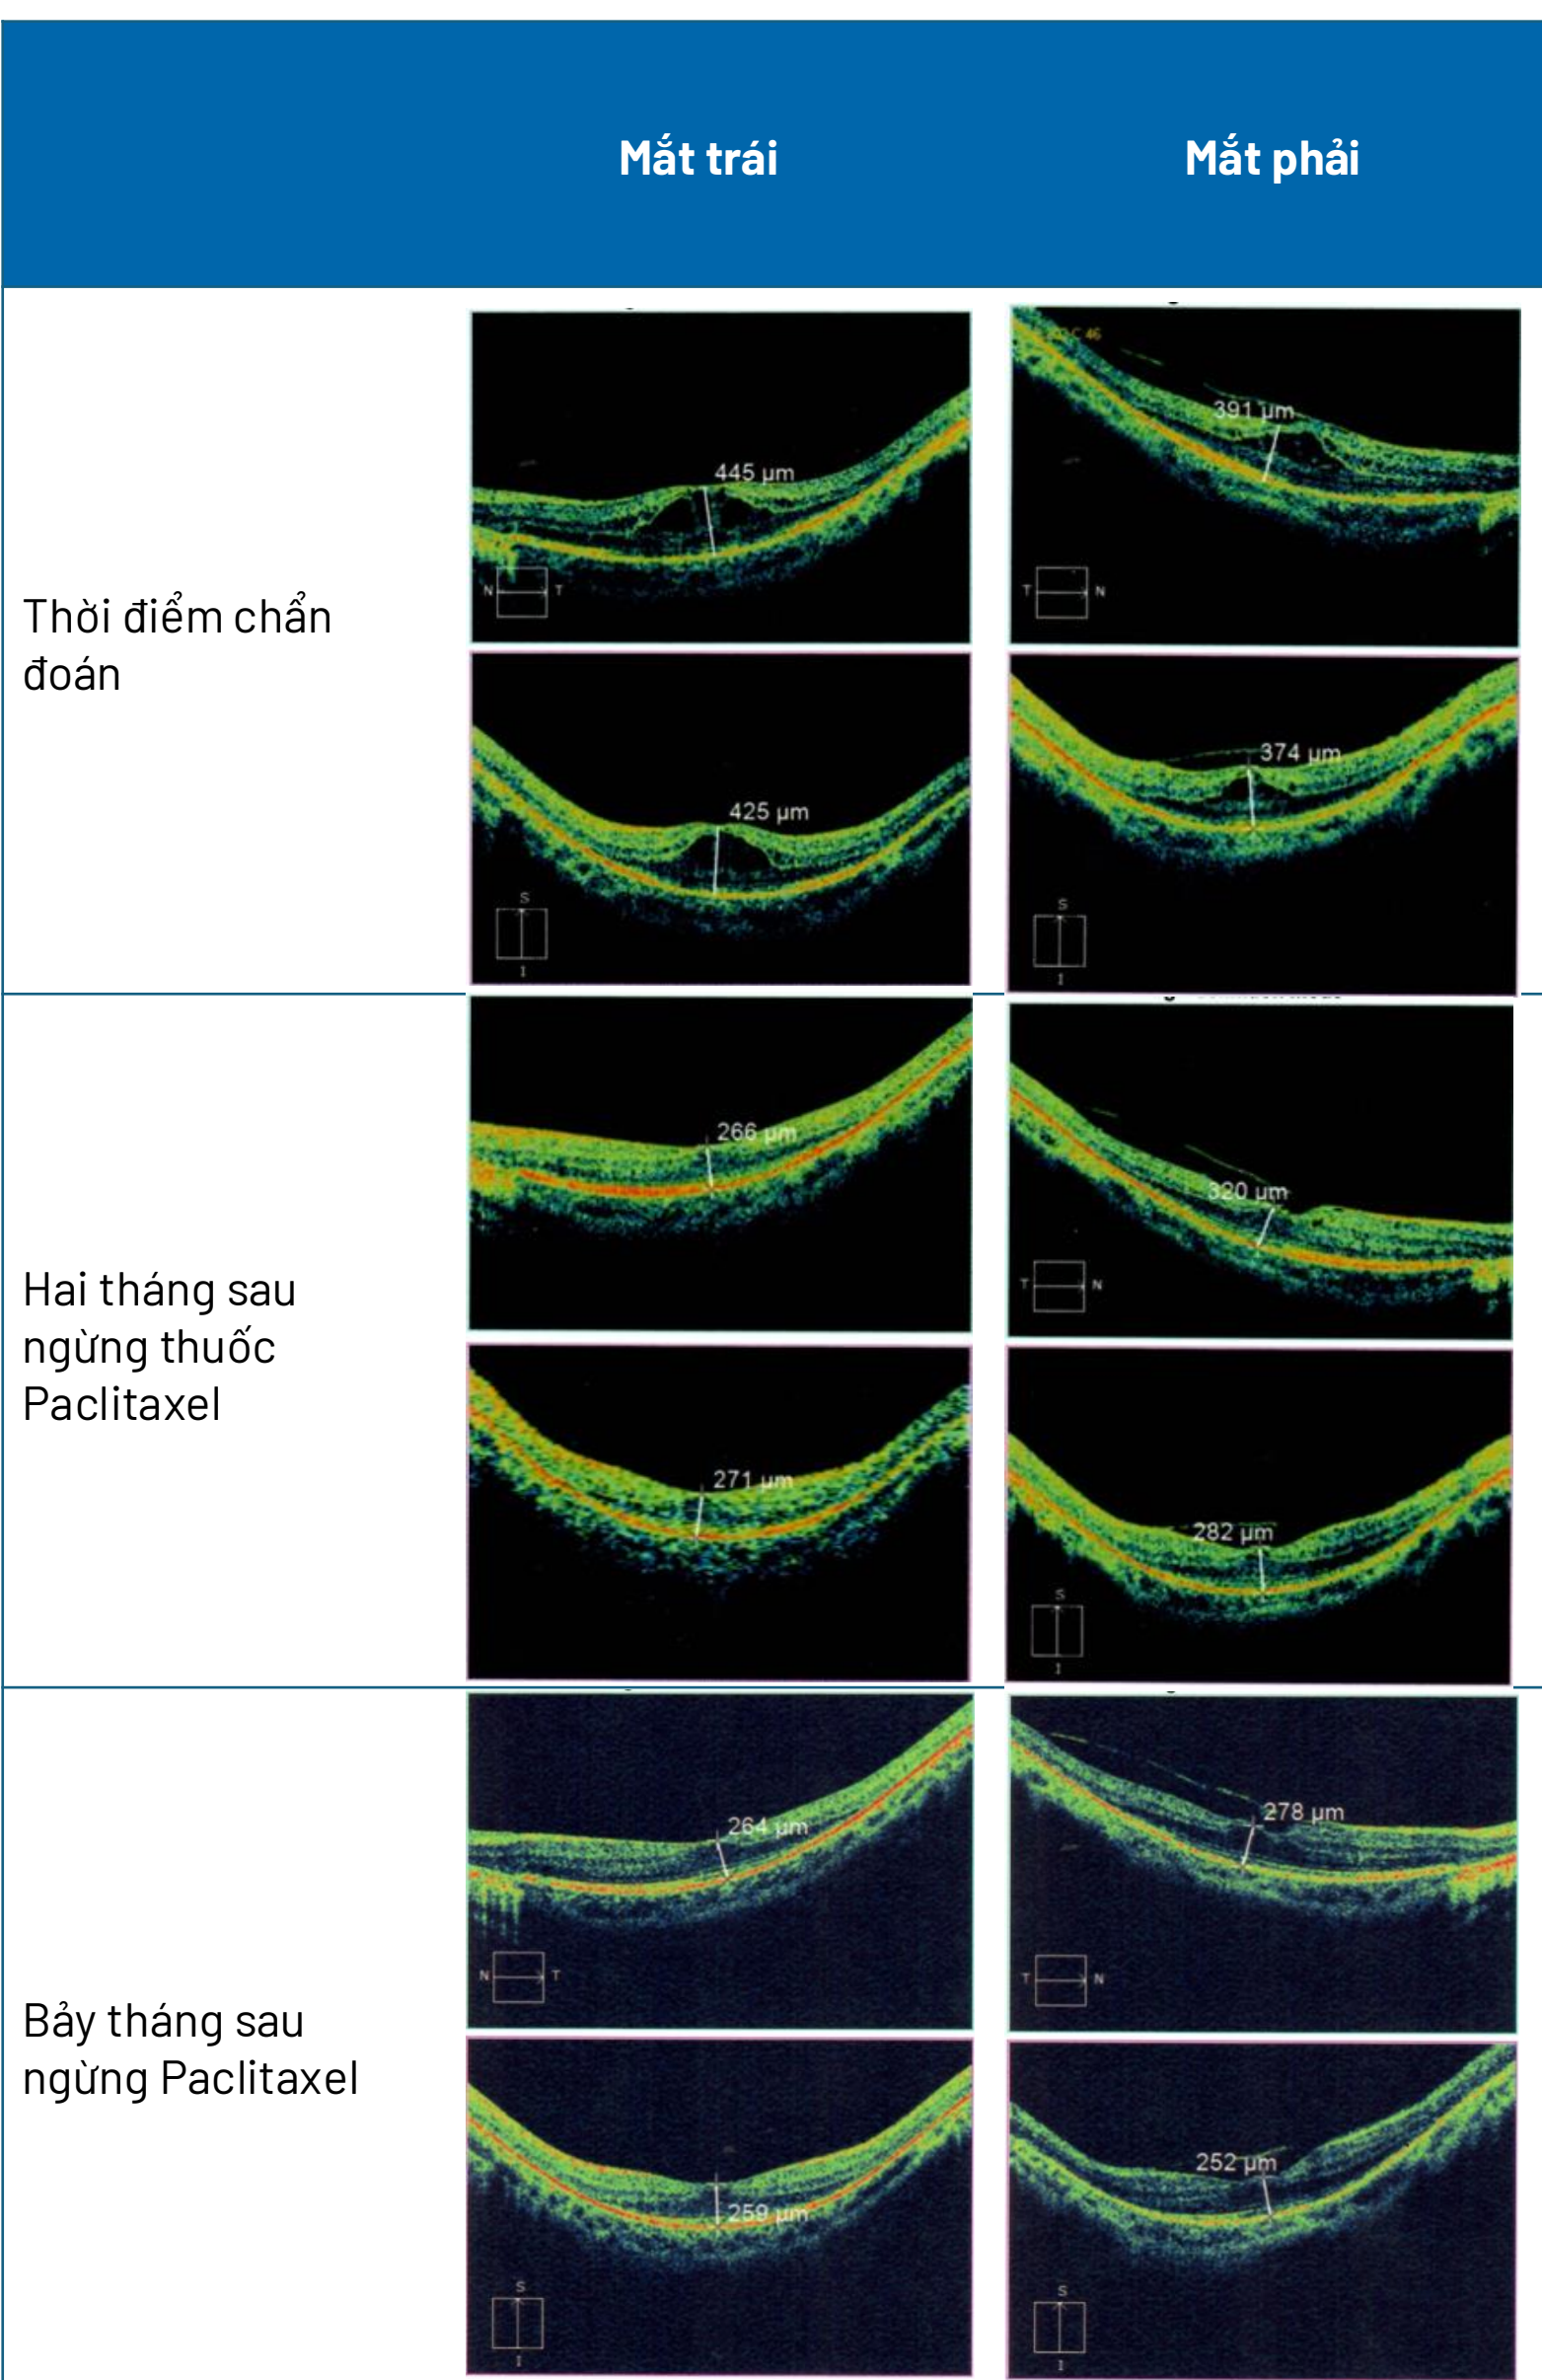 Mắt trái
Mắt phải
Thời điểm chẩn
đoán
445 µm
N
T
C 46
391 µm
T
N
425 µm
S
I
374 µm
S
I
Hai tháng sau
ngừng thuốc
Paclitaxel
266 µm
320 µm
T
N
271 µm
282 µm
S
I
Bảy tháng sau
ngừng Paclitaxel
264 µm
N
T
278 µm
T
N
259 µm
S
I
252 µm
S
I